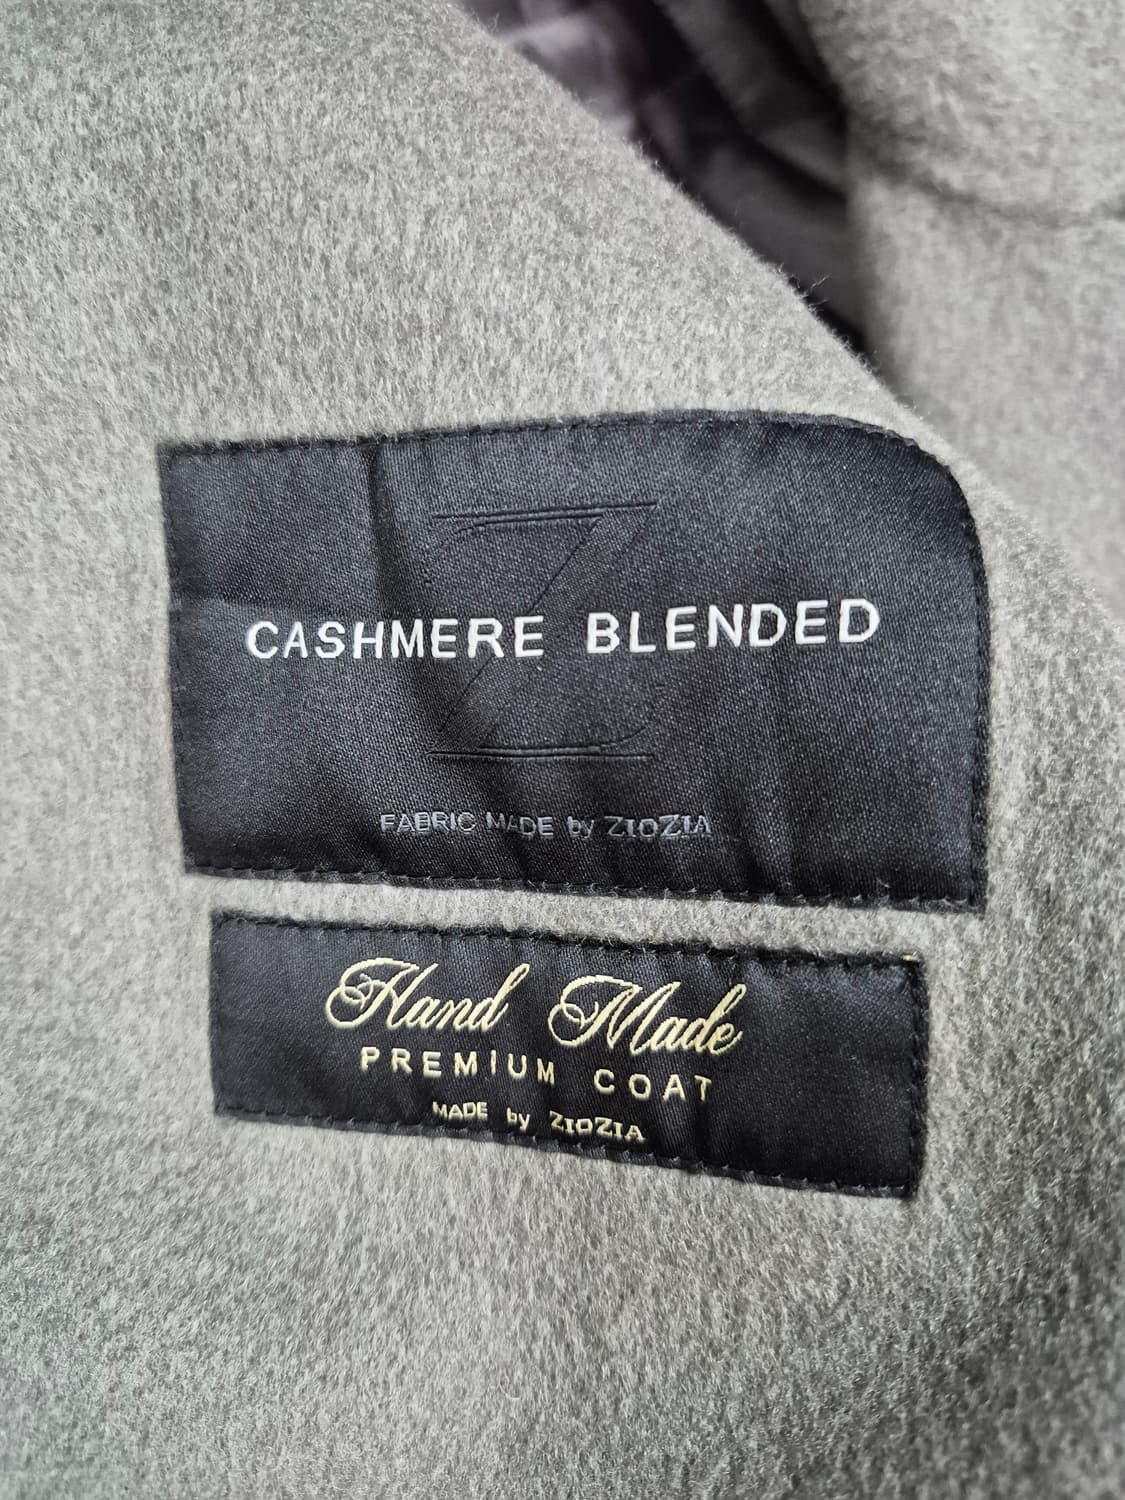 Z
CASHMERE BLENDED
FABRIC MADE by ZIOZIA
Hand Made
PREMIUM COAT
MADE by ZIOZIA